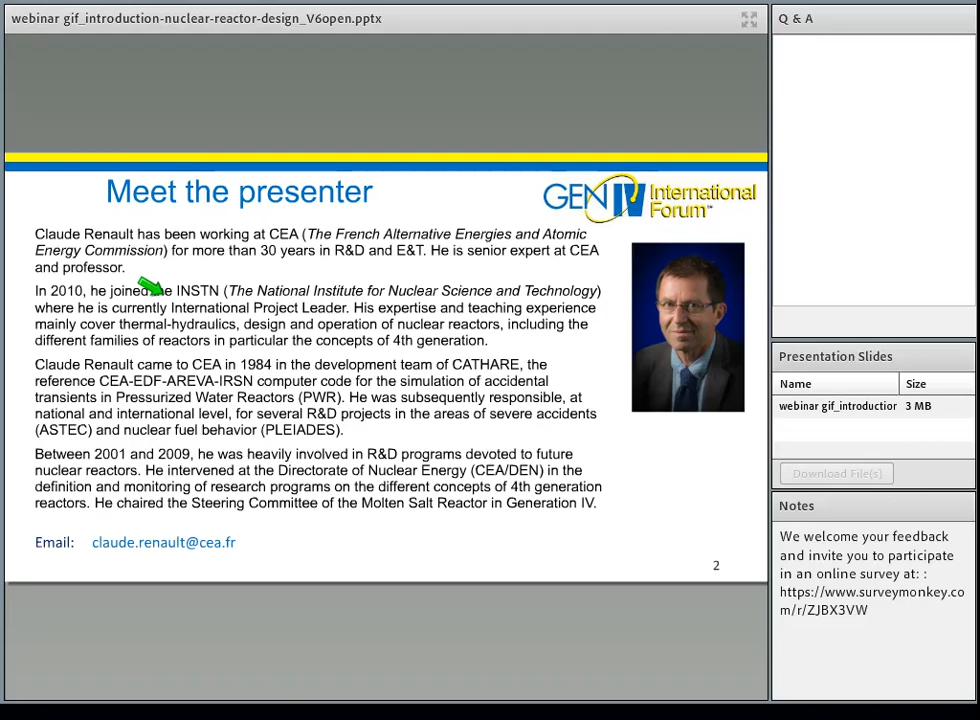 webinar gif_introduction-nuclear-reactor-design_V6open.pptx
Meet the presenter
GEN IV International Forum™
Claude Renault has been working at CEA (The French Alternative Energies and Atomic
Energy Commission) for more than 30 years in R&D and E&T. He is senior expert at CEA
and professor.
In 2010, he joined the INSTN (The National Institute for Nuclear Science and Technology)
where he is currently International Project Leader. His expertise and teaching experience
mainly cover thermal-hydraulics, design and operation of nuclear reactors, including the
different families of reactors in particular the concepts of 4th generation.
Claude Renault came to CEA in 1984 in the development team of CATHARE, the
reference CEA-EDF-AREVA-IRSN computer code for the simulation of accidental
transients in Pressurized Water Reactors (PWR). He was subsequently responsible, at
national and international level, for several R&D projects in the areas of severe accidents
(ASTEC) and nuclear fuel behavior (PLEIADES).
Between 2001 and 2009, he was heavily involved in R&D programs devoted to future
nuclear reactors. He intervened at the Directorate of Nuclear Energy (CEA/DEN) in the
definition and monitoring of research programs on the different concepts of 4th generation
reactors. He chaired the Steering Committee of the Molten Salt Reactor in Generation IV.
Email: claude.renault@cea.fr
2
Q & A
Presentation Slides
Name Size
webinar gif_introductior 3 MB
Download File(s)
Notes
We welcome your feedback
and invite you to participate
in an online survey at: :
https://www.surveymonkey.co
m/r/ZJBX3VW